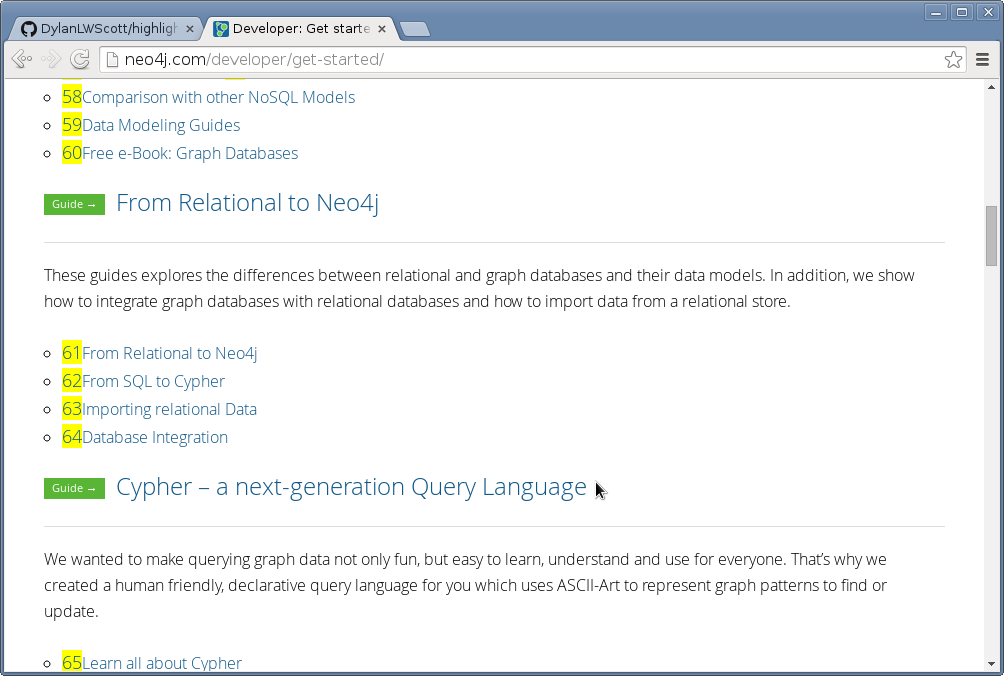 DylanLWScott/highlig
Developer: Get starte
neo4j.com/developer/get-started/
58Comparison with other NoSQL Models
59Data Modeling Guides
60Free e-Book: Graph Databases
Guide → From Relational to Neo4j
These guides explores the differences between relational and graph databases and their data models. In addition, we show
how to integrate graph databases with relational databases and how to import data from a relational store.
61From Relational to Neo4j
62From SQL to Cypher
63Importing relational Data
64Database Integration
Guide → Cypher – a next-generation Query Language
We wanted to make querying graph data not only fun, but easy to learn, understand and use for everyone. That’s why we
created a human friendly, declarative query language for you which uses ASCII-Art to represent graph patterns to find or
update.
65Learn all about Cypher